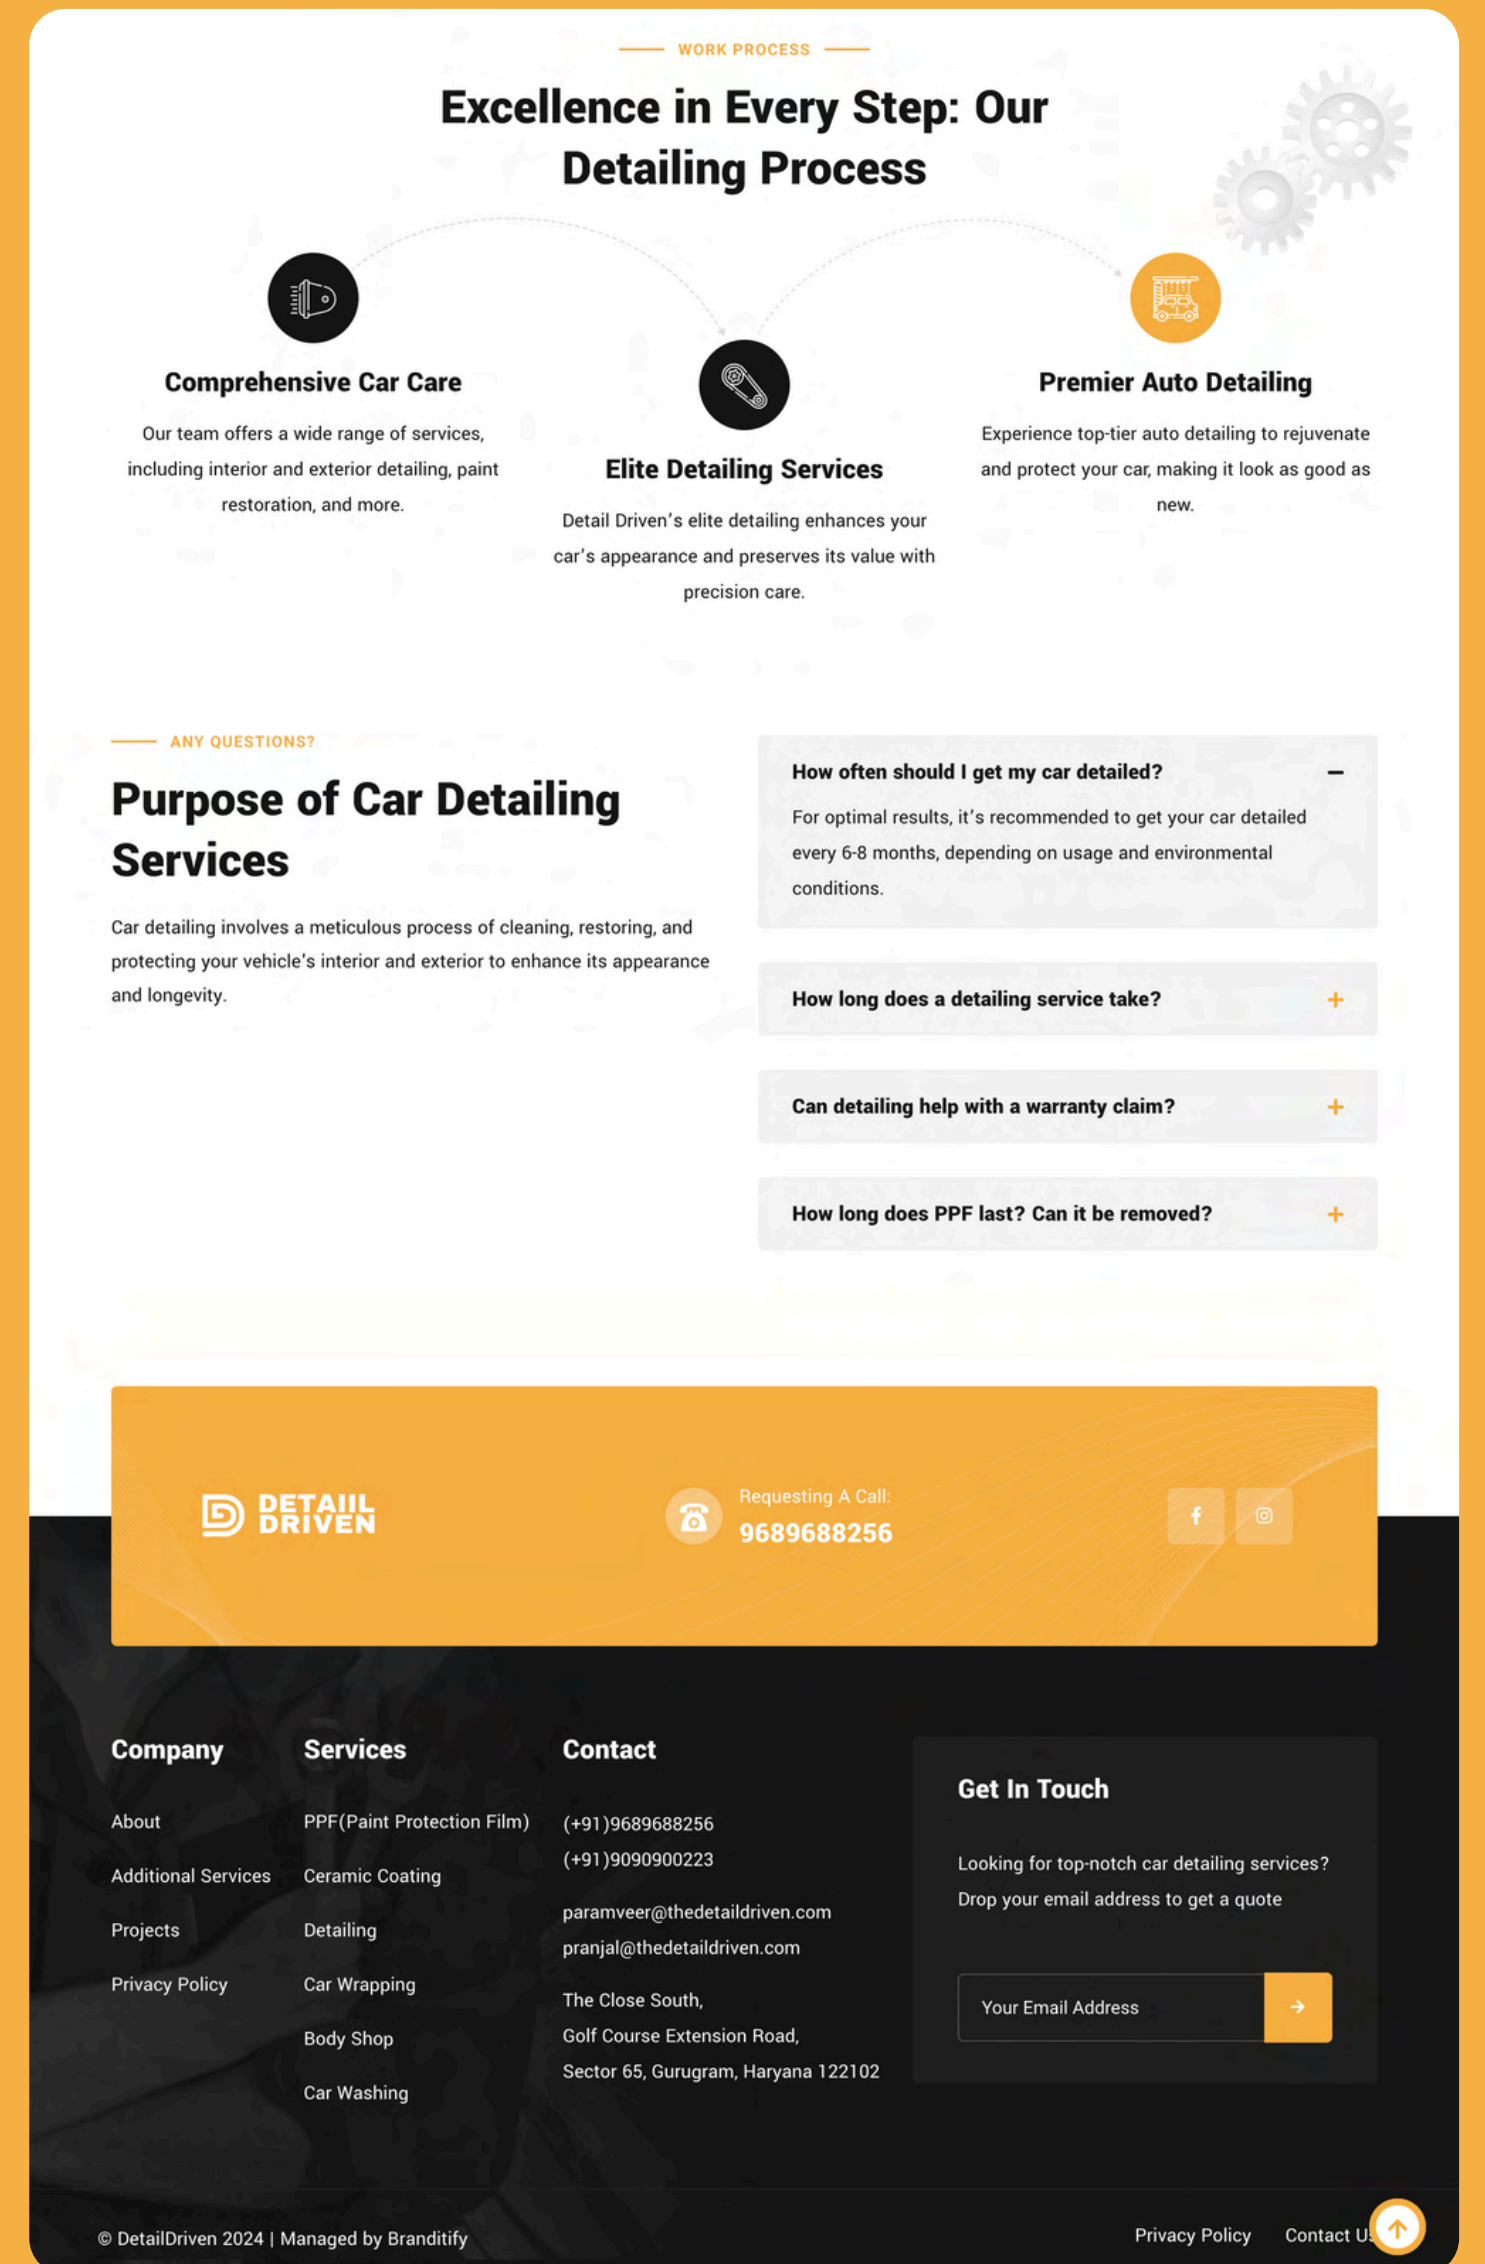 WORK PROCESS
Excellence in Every Step: Our
Detailing Process
Comprehensive Car Care
Our team offers a wide range of services,
including interior and exterior detailing, paint
restoration, and more.
Elite Detailing Services
Detail Driven's elite detailing enhances your
car's appearance and preserves its value with
precision care.
Premier Auto Detailing
Experience top-tier auto detailing to rejuvenate
and protect your car, making it look as good as
new.
ANY QUESTIONS?
Purpose of Car Detailing
Services
Car detailing involves a meticulous process of cleaning, restoring, and
protecting your vehicle's interior and exterior to enhance its appearance
and longevity.
How often should I get my car detailed?
For optimal results, it's recommended to get your car detailed
every 6-8 months, depending on usage and environmental
conditions.
How long does a detailing service take?
Can detailing help with a warranty claim?
How long does PPF last? Can it be removed?
DETAIIL
DRIVEN
Requesting A Call:
9689688256
Company
About
Additional Services
Projects
Privacy Policy
Services
PPF(Paint Protection Film)
Ceramic Coating
Detailing
Car Wrapping
Body Shop
Car Washing
Contact
(+91)9689688256
(+91)9090900223
paramveer@thedetaildriven.com
pranjal@thedetaildriven.com
The Close South,
Golf Course Extension Road,
Sector 65, Gurugram, Haryana 122102
Get In Touch
Looking for top-notch car detailing services?
Drop your email address to get a quote
Your Email Address
© DetailDriven 2024 | Managed by Branditify
Privacy Policy
Contact Us